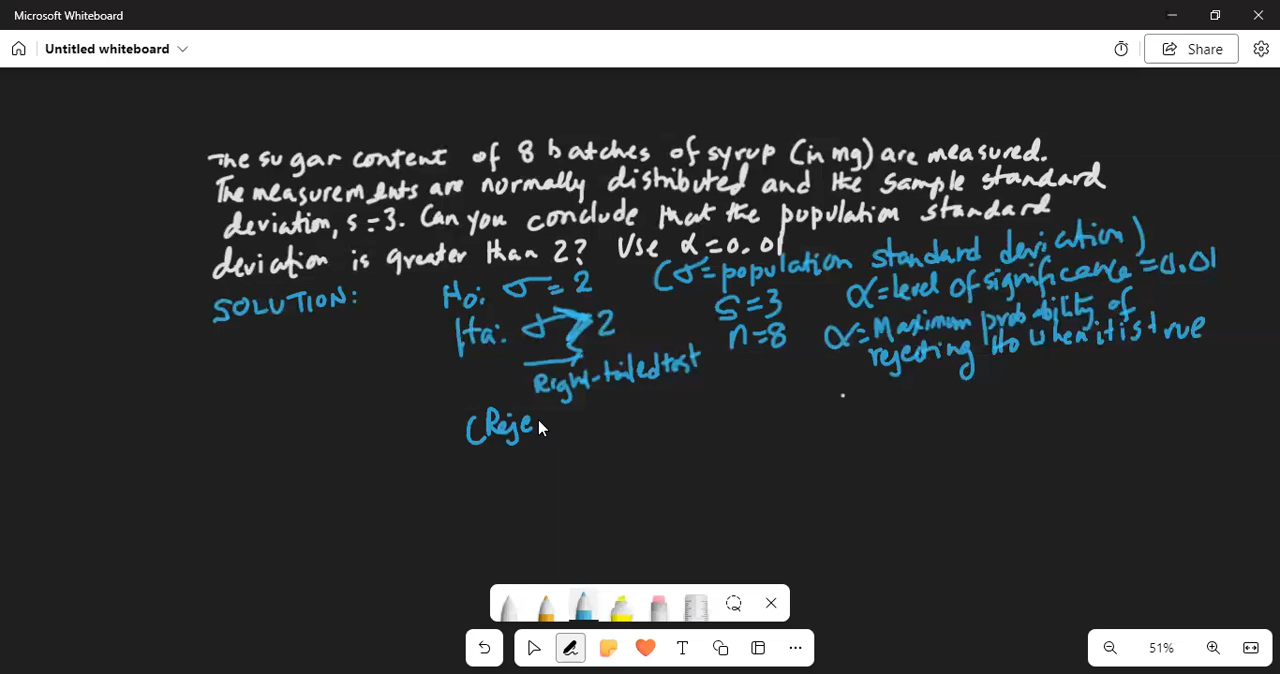 Microsoft Whiteboard
Untitled whiteboard
Share
The sugar content of 8 batches of syrup (in mg) are measured.
The measurements are normally distributed and the sample standard
deviation, s = 3. Can you conclude that the population standard
deviation is greater than 2? Use α = 0.01
SOLUTION:
H₀: σ = 2
(σ = population standard deviation)
Ha: σ > 2
S = 3
n = 8
α = level of significance = 0.01
α = Maximum probability of
rejecting H₀ when it is true
Right-tailed test
(Reje
51%